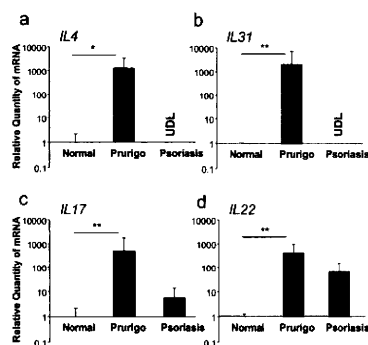 a IL4
Relative Quantity of mRNA
10000
1000
100
10
1
0.1
*
UDL
Normal Prurigo Psoriasis
b IL31
10000
1000
100
10
1
0.1
**
UDL
Normal Prurigo Psoriasis
c IL17
Relative Quantity of mRNA
10000
1000
100
10
1
0.1
**
Normal Prurigo Psoriasis
d IL22
10000
1000
100
10
1
0.1
**
Normal Prurigo Psoriasis